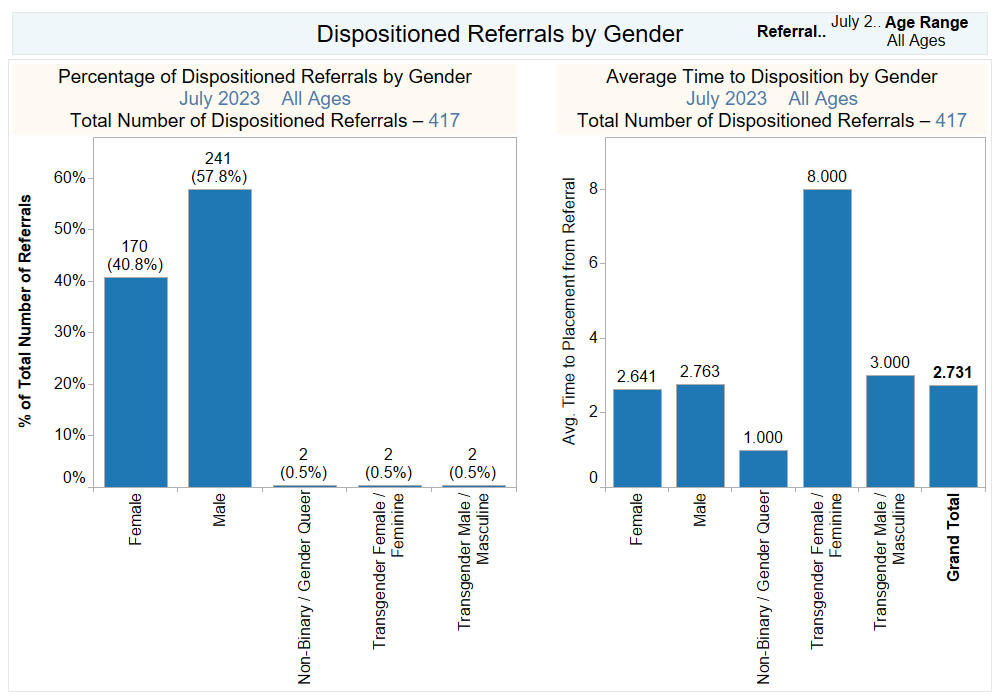 Dispositioned Referrals by Gender
Referral..
July 2..
Age Range
All Ages
Percentage of Dispositioned Referrals by Gender
July 2023 All Ages
Total Number of Dispositioned Referrals – 417
% of Total Number of Referrals
60%
50%
40%
30%
20%
10%
0%
170
(40.8%)
241
(57.8%)
2
(0.5%)
2
(0.5%)
2
(0.5%)
Female
Male
Non-Binary / Gender Queer
Transgender Female /
Feminine
Transgender Male /
Masculine
Average Time to Disposition by Gender
July 2023 All Ages
Total Number of Dispositioned Referrals – 417
Avg. Time to Placement from Referral
8
6
4
2
0
2.641
2.763
1.000
8.000
3.000
2.731
Female
Male
Non-Binary / Gender Queer
Transgender Female /
Feminine
Transgender Male /
Masculine
Grand Total